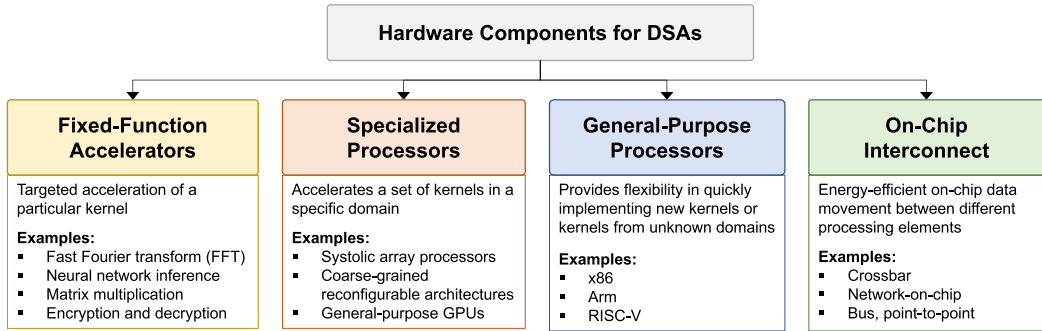 Hardware Components for DSAs
Fixed-Function
Accelerators
Targeted acceleration of a
particular kernel
Examples:
▪ Fast Fourier transform (FFT)
▪ Neural network inference
▪ Matrix multiplication
▪ Encryption and decryption
Specialized
Processors
Accelerates a set of kernels in a
specific domain
Examples:
▪ Systolic array processors
▪ Coarse-grained
reconfigurable architectures
▪ General-purpose GPUs
General-Purpose
Processors
Provides flexibility in quickly
implementing new kernels or
kernels from unknown domains
Examples:
▪ x86
▪ Arm
▪ RISC-V
On-Chip
Interconnect
Energy-efficient on-chip data
movement between different
processing elements
Examples:
▪ Crossbar
▪ Network-on-chip
▪ Bus, point-to-point